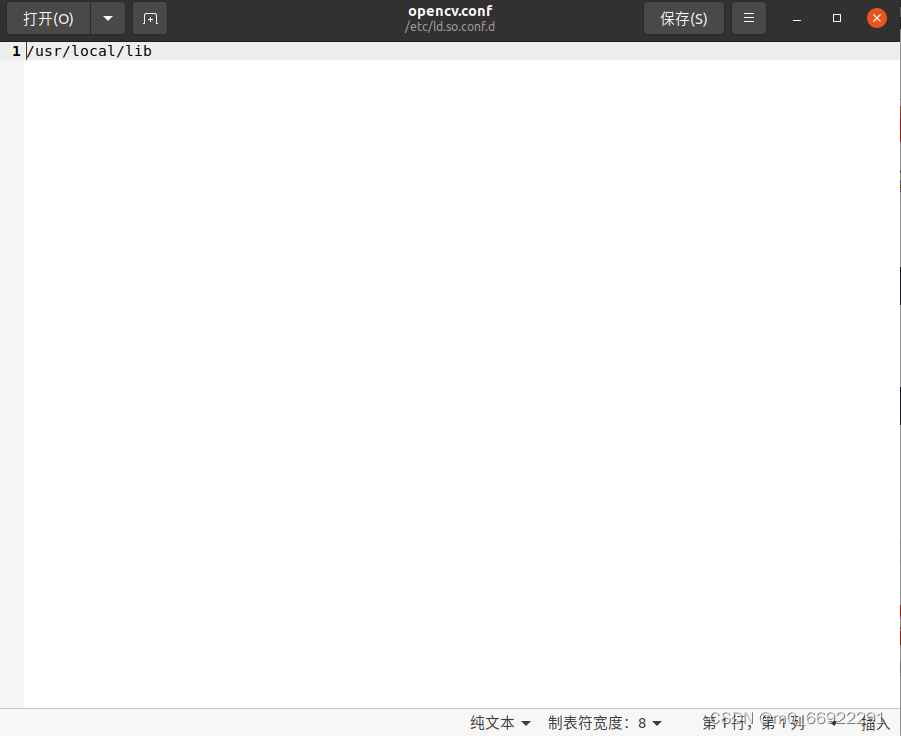 打开(O)
opencv.conf
/etc/ld.so.conf.d
保存(S)
1 /usr/local/lib
纯文本 制表符宽度：8 第 1 行，第 1 列 插入
CSDN @m0_66922291